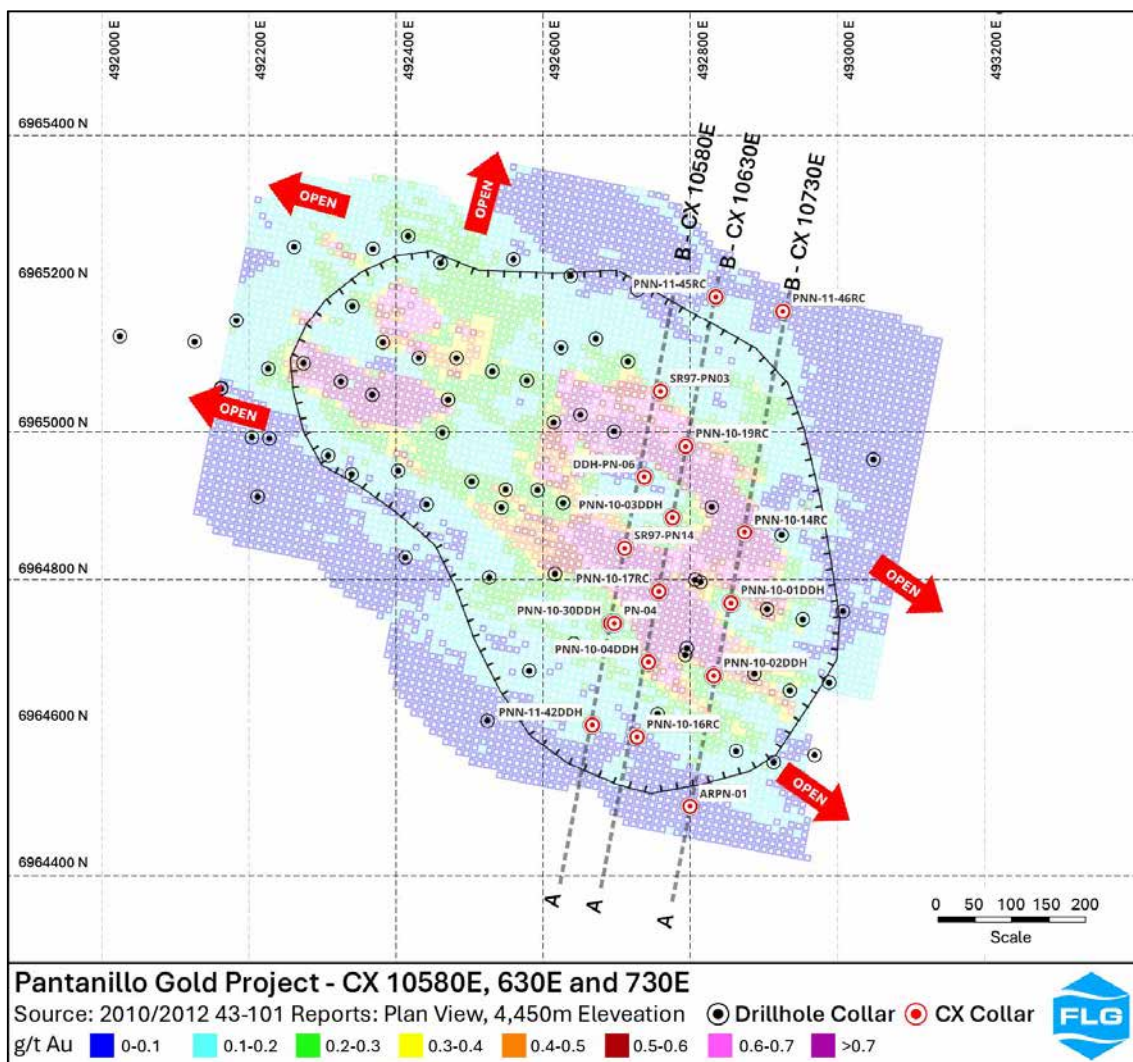 492000 E
492200 E
492400 E
492600 E
492800 E
493000 E
493200 E
6965400 N
B - CX 10580E
B - CX 10630E
B - CX 10730E
OPEN
OPEN
6965200 N
PNN-11-45RC
PNN-11-46RC
SR97-PN03
OPEN
6965000 N
PNN-10-19RC
DDH-PN-06
PNN-10-03DDH
PNN-10-14RC
SR97-PN14
6964800 N
PNN-10-17RC
PNN-10-01DDH
OPEN
PNN-10-30DDH
PN-04
PNN-10-04DDH
PNN-10-02DDH
6964600 N
PNN-11-42DDH
PNN-10-16RC
OPEN
ARPN-01
6964400 N
A
A
A
0 50 100 150 200
Scale
Pantanillo Gold Project - CX 10580E, 630E and 730E
Source: 2010/2012 43-101 Reports: Plan View, 4,450m Eleveation
Drillhole Collar
CX Collar
g/t Au
0-0.1
0.1-0.2
0.2-0.3
0.3-0.4
0.4-0.5
0.5-0.6
0.6-0.7
>0.7
FLG